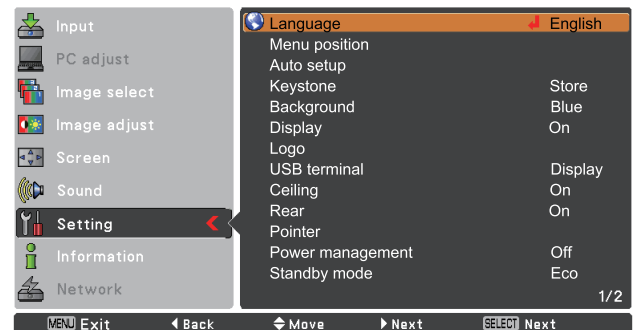 Input
PC adjust
Image select
Image adjust
Screen
Sound
Setting
Information
Network
Language English
Menu position
Auto setup
Keystone Store
Background Blue
Display On
Logo
USB terminal Display
Ceiling On
Rear On
Pointer
Power management Off
Standby mode Eco
1/2
MENU Exit Back Move Next SELECT Next